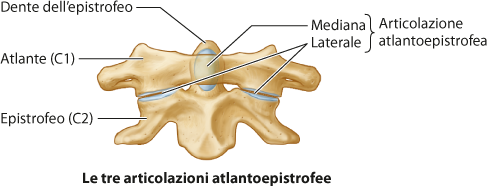 Dente dell'epistrofeo
Mediana
Laterale
Articolazione
atlantoepistrofea
Atlante (C1)
Epistrofeo (C2)
Le tre articolazioni atlantoepistrofee